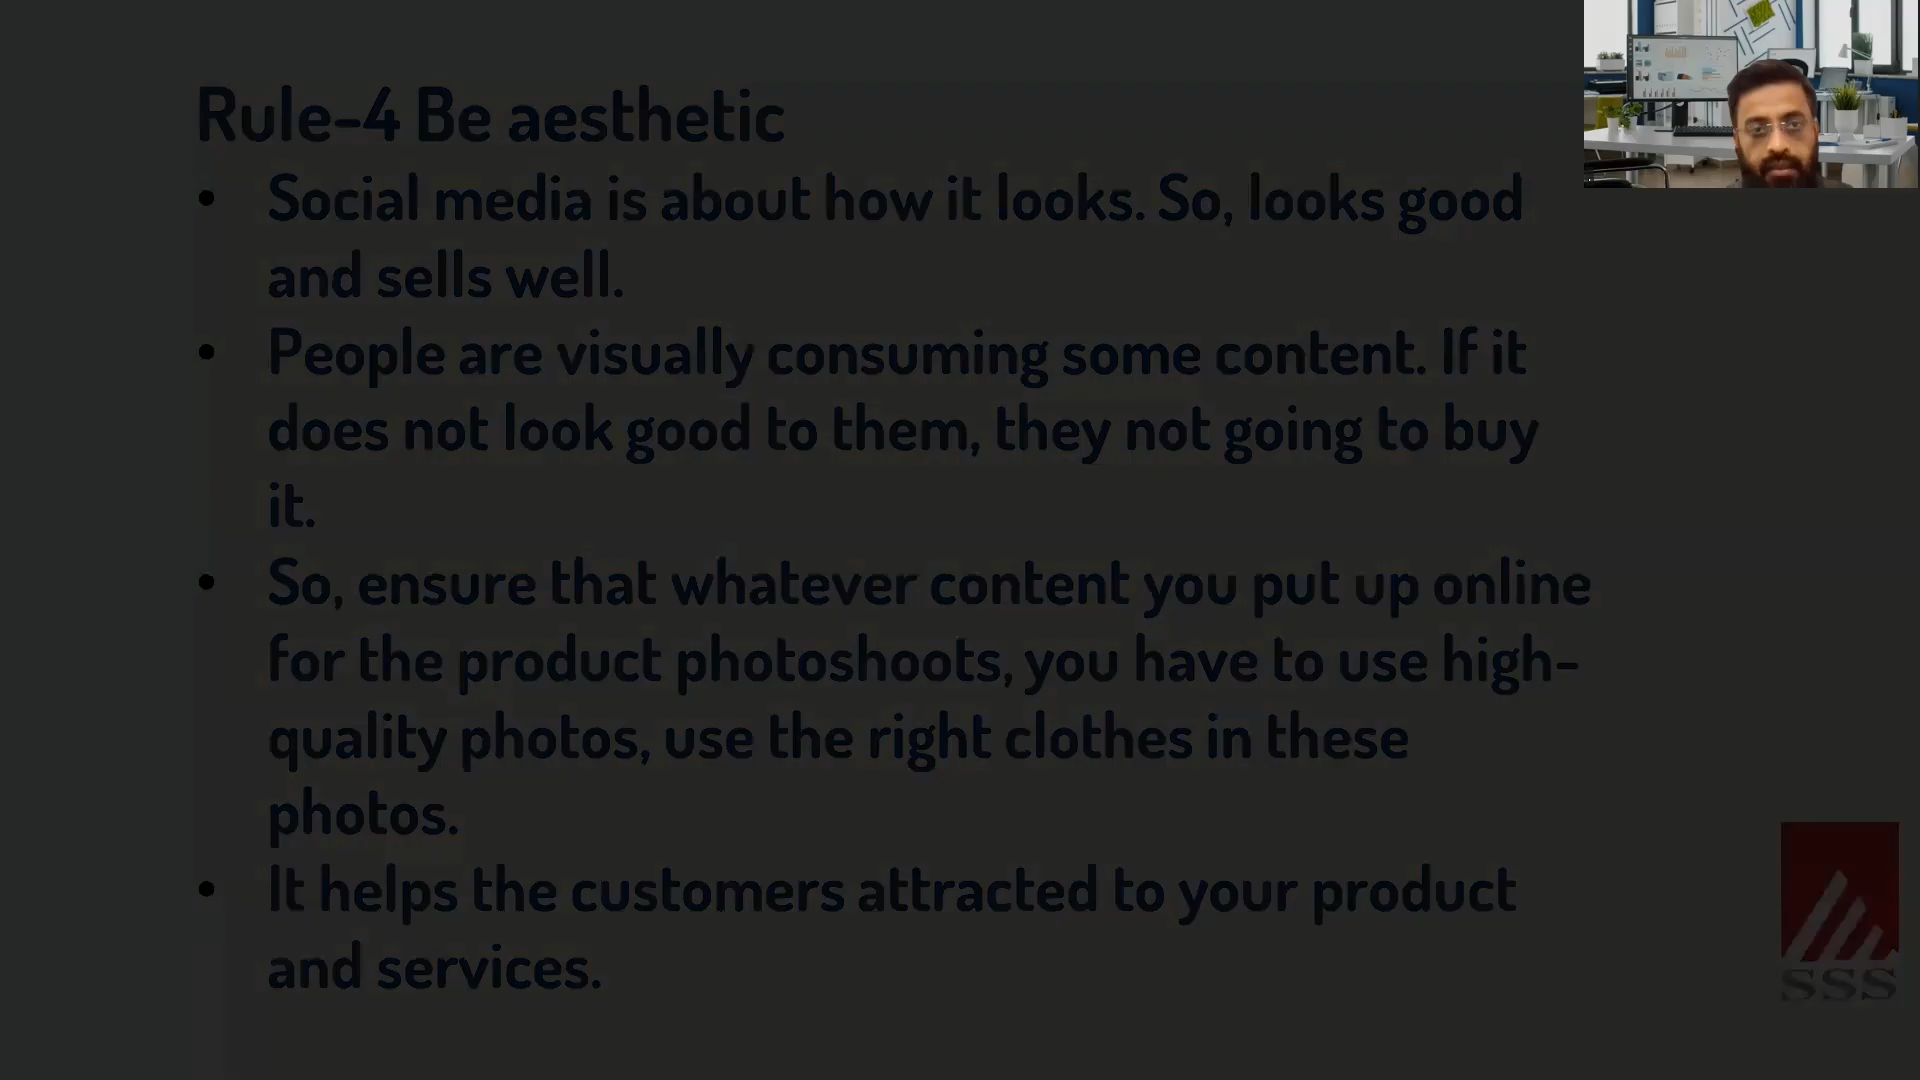 Rule-4 Be aesthetic
• Social media is about how it looks. So, looks good
and sells well.
• People are visually consuming some content. If it
does not look good to them, they not going to buy
it.
• So, ensure that whatever content you put up online
for the product photoshoots, you have to use high-
quality photos, use the right clothes in these
photos.
• It helps the customers attracted to your product
and services.
SSS